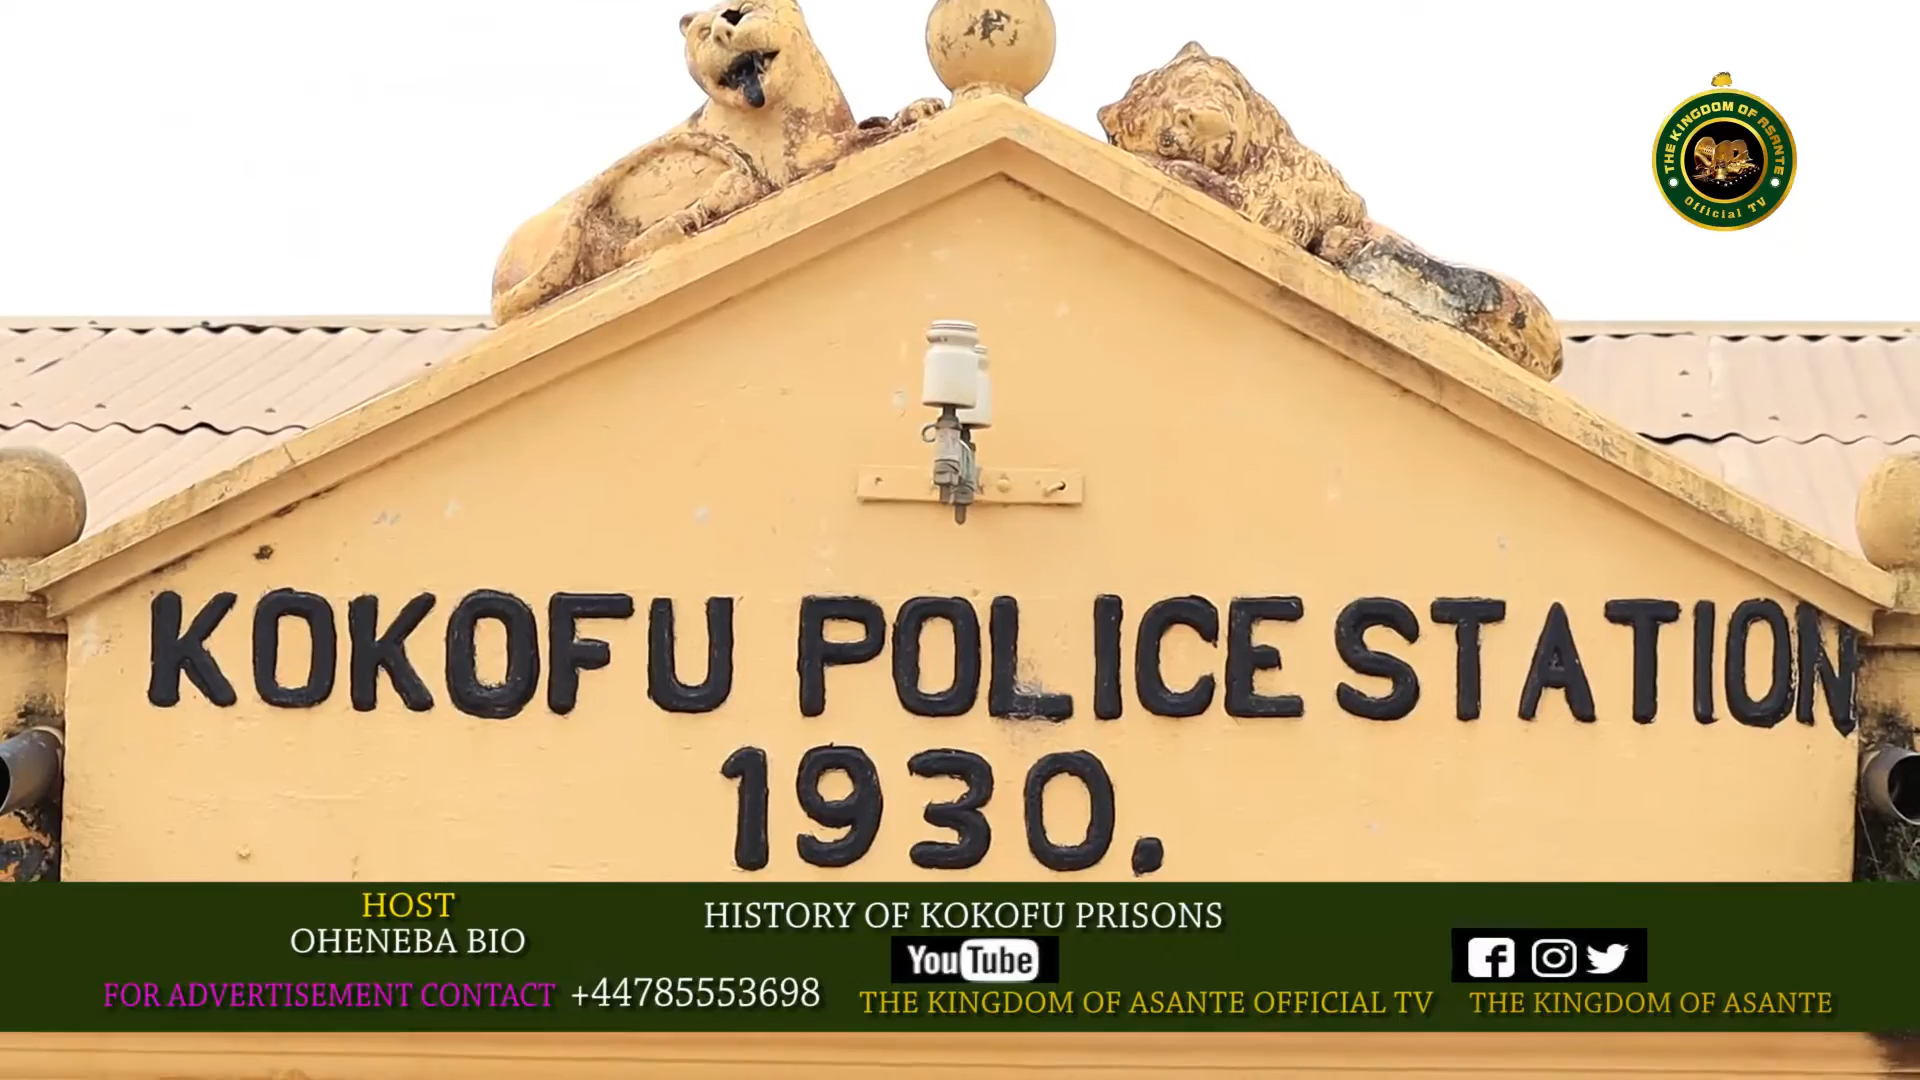 THE KINGDOM OF ASANTE
Official TV
KOKOFU POLICE STATION
1930.
HOST
OHENEBA BIO
HISTORY OF KOKOFU PRISONS
YouTube
FOR ADVERTISEMENT CONTACT +44785553698
THE KINGDOM OF ASANTE OFFICIAL TV
THE KINGDOM OF ASANTE